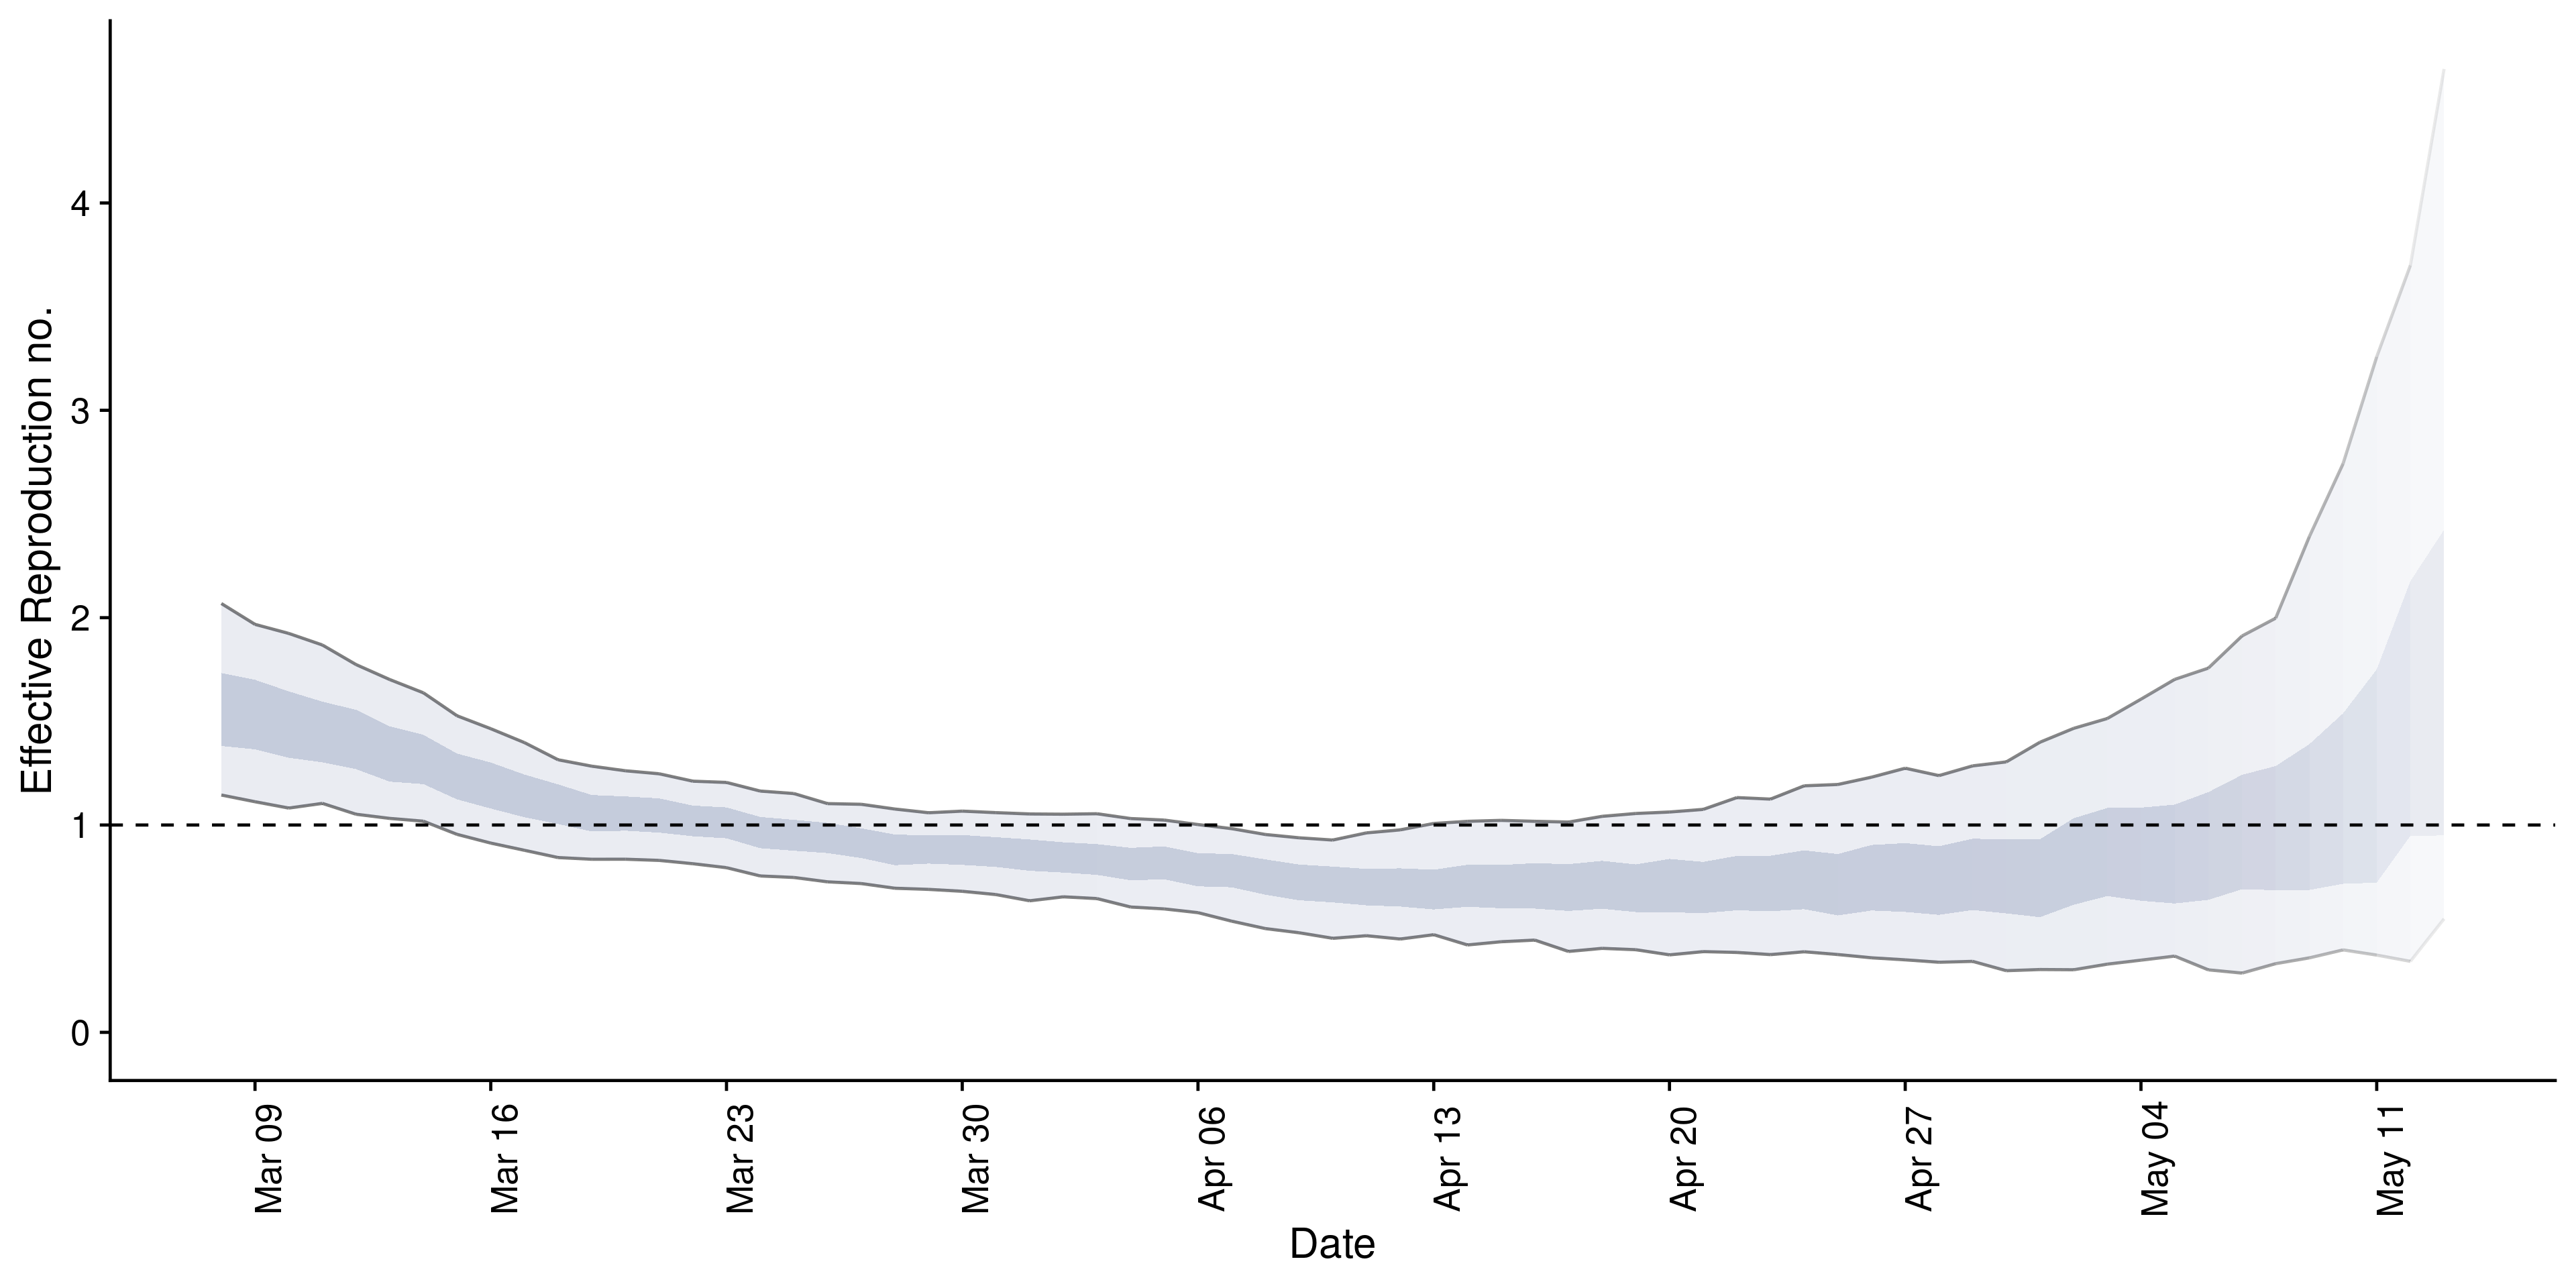 Effective Reproduction no.
4
3
2
1
0
Mar 09
Mar 16
Mar 23
Mar 30
Apr 06
Apr 13
Apr 20
Apr 27
May 04
May 11
Date